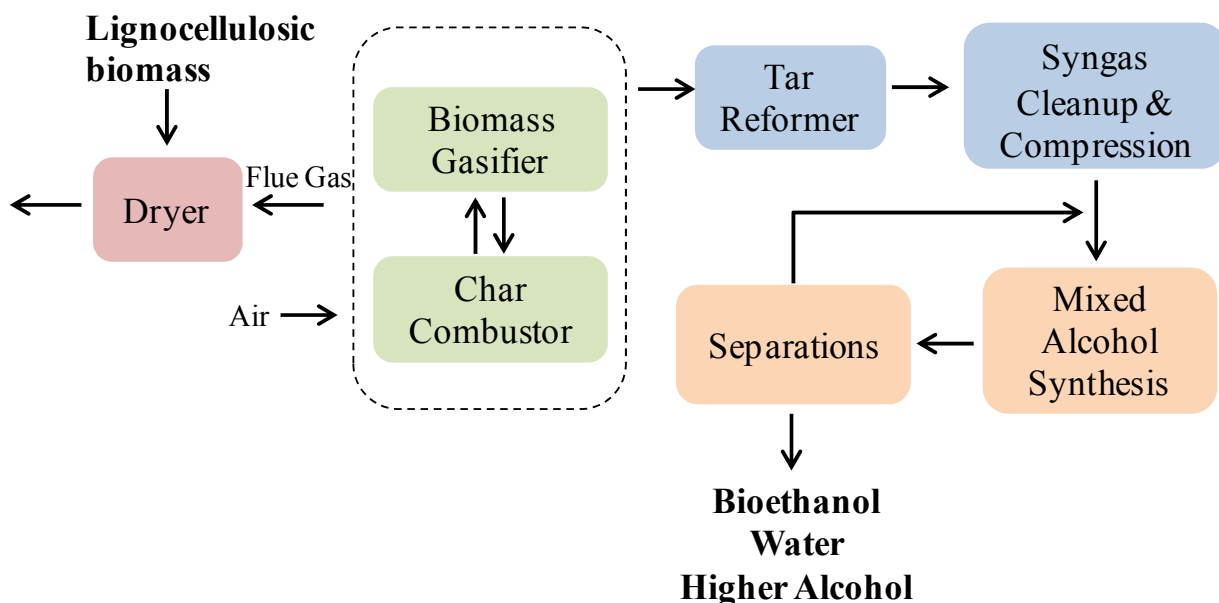 Lignocellulosic
biomass
Dryer
Flue Gas
Air
Biomass
Gasifier
Char
Combustor
Tar
Reformer
Syngas
Cleanup &
Compression
Mixed
Alcohol
Synthesis
Separations
Bioethanol
Water
Higher Alcohol